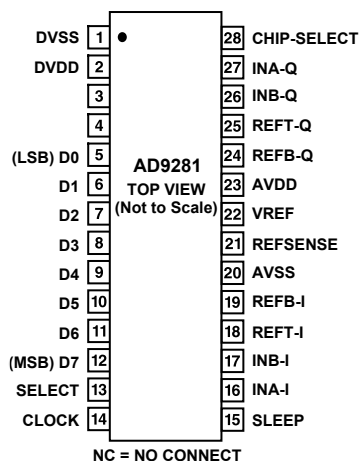 DVSS 1
DVDD 2
3
4
(LSB) D0 5
D1 6
D2 7
D3 8
D4 9
D5 10
D6 11
(MSB) D7 12
SELECT 13
CLOCK 14
AD9281
TOP VIEW
(Not to Scale)
28 CHIP-SELECT
27 INA-Q
26 INB-Q
25 REFT-Q
24 REFB-Q
23 AVDD
22 VREF
21 REFSENSE
20 AVSS
19 REFB-I
18 REFT-I
17 INB-I
16 INA-I
15 SLEEP
NC = NO CONNECT